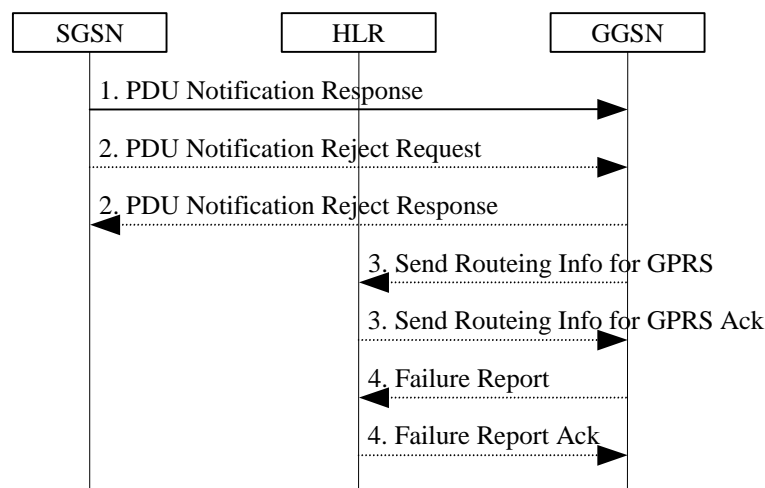 SGSN HLR GGSN
1. PDU Notification Response
2. PDU Notification Reject Request
2. PDU Notification Reject Response
3. Send Routeing Info for GPRS
3. Send Routeing Info for GPRS Ack
4. Failure Report
4. Failure Report Ack